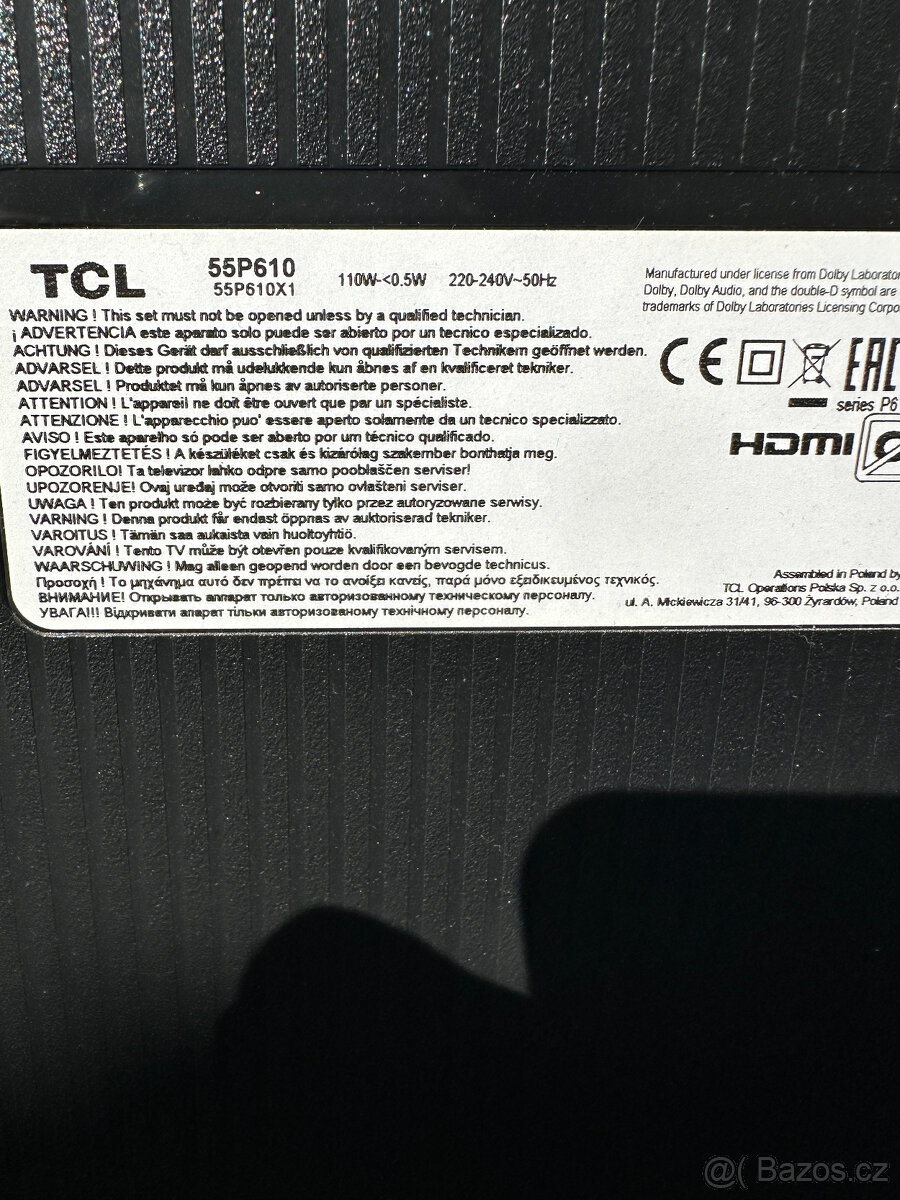 TCL
55P610
55P610X1
110W-<0.5W 220-240V~50Hz
Manufactured under license from Dolby
Dolby, Dolby Audio, and the double-D symbol are
trademarks of Dolby Laboratories Licensing
WARNING ! This set must not be opened unless by a qualified technician.
¡ ADVERTENCIA este aparato solo puede ser abierto por un tecnico especializado.
ACHTUNG ! Dieses Gerät darf ausschließlich von qualifizierten Technikern geöffnet werden.
ADVARSEL ! Dette produkt må udelukkende kun åbnes af en kvalificeret tekniker.
ADVARSEL ! Produktet må kun åpnes av autoriserte personer.
ATTENTION ! L'appareil ne doit être ouvert que par un spécialiste.
ATTENZIONE ! L'apparecchio puo' essere aperto solamente da un tecnico specializzato.
AVISO ! Este aparelho só pode ser aberto por um técnico qualificado.
FIGYELMEZTETÉS ! A készüléket csak és kizárólag szakember bonthatja meg.
OPOZORILO! Ta televizor lahko odpre samo pooblaščen serviser!
UPOZORENJE! Ovaj uređaj može otvoriti samo ovlašteni serviser.
UWAGA ! Ten produkt może być rozbierany tylko przez autoryzowane serwisy.
VARNING ! Denna produkt får endast öppnas av auktoriserad tekniker.
VAROITUS ! Tämän saa aukaista vain huoltoyhtiö.
VAROVÁNÍ ! Tento TV může být otevřen pouze kvalifikovaným servisem.
WAARSCHUWING ! Mag alleen geopend worden door een bevogde technicus.
Προσοχή ! Το μηχάνημα αυτό δεν πρέπει να το ανοίξει κανείς, παρά μόνο εξειδικευμένος τεχνικός.
ВНИМАНИЕ! Открывать аппарат только авторизованному техническому персоналу.
УВАГА!!! Відкривати апарат тільки авторизованому технічному персоналу.
CE EAC
series P6
HDMI
Assembled in Poland by
TCL Operations Polska Sp. z o.o.
ul. A. Mickiewicza 31/41, 96-300 Żyrardów, Poland
@( Bazos.cz